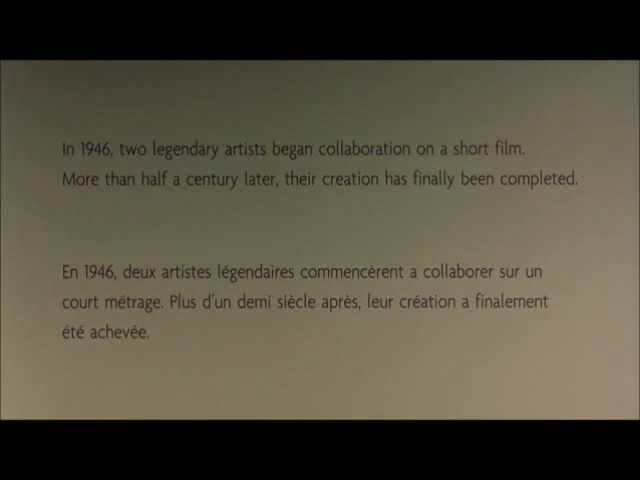 In 1946, two legendary artists began collaboration on a short film.
More than half a century later, their creation has finally been completed.
En 1946, deux artistes légendaires commencèrent a collaborer sur un
court métrage. Plus d'un demi siècle après, leur création a finalement
été achevée.